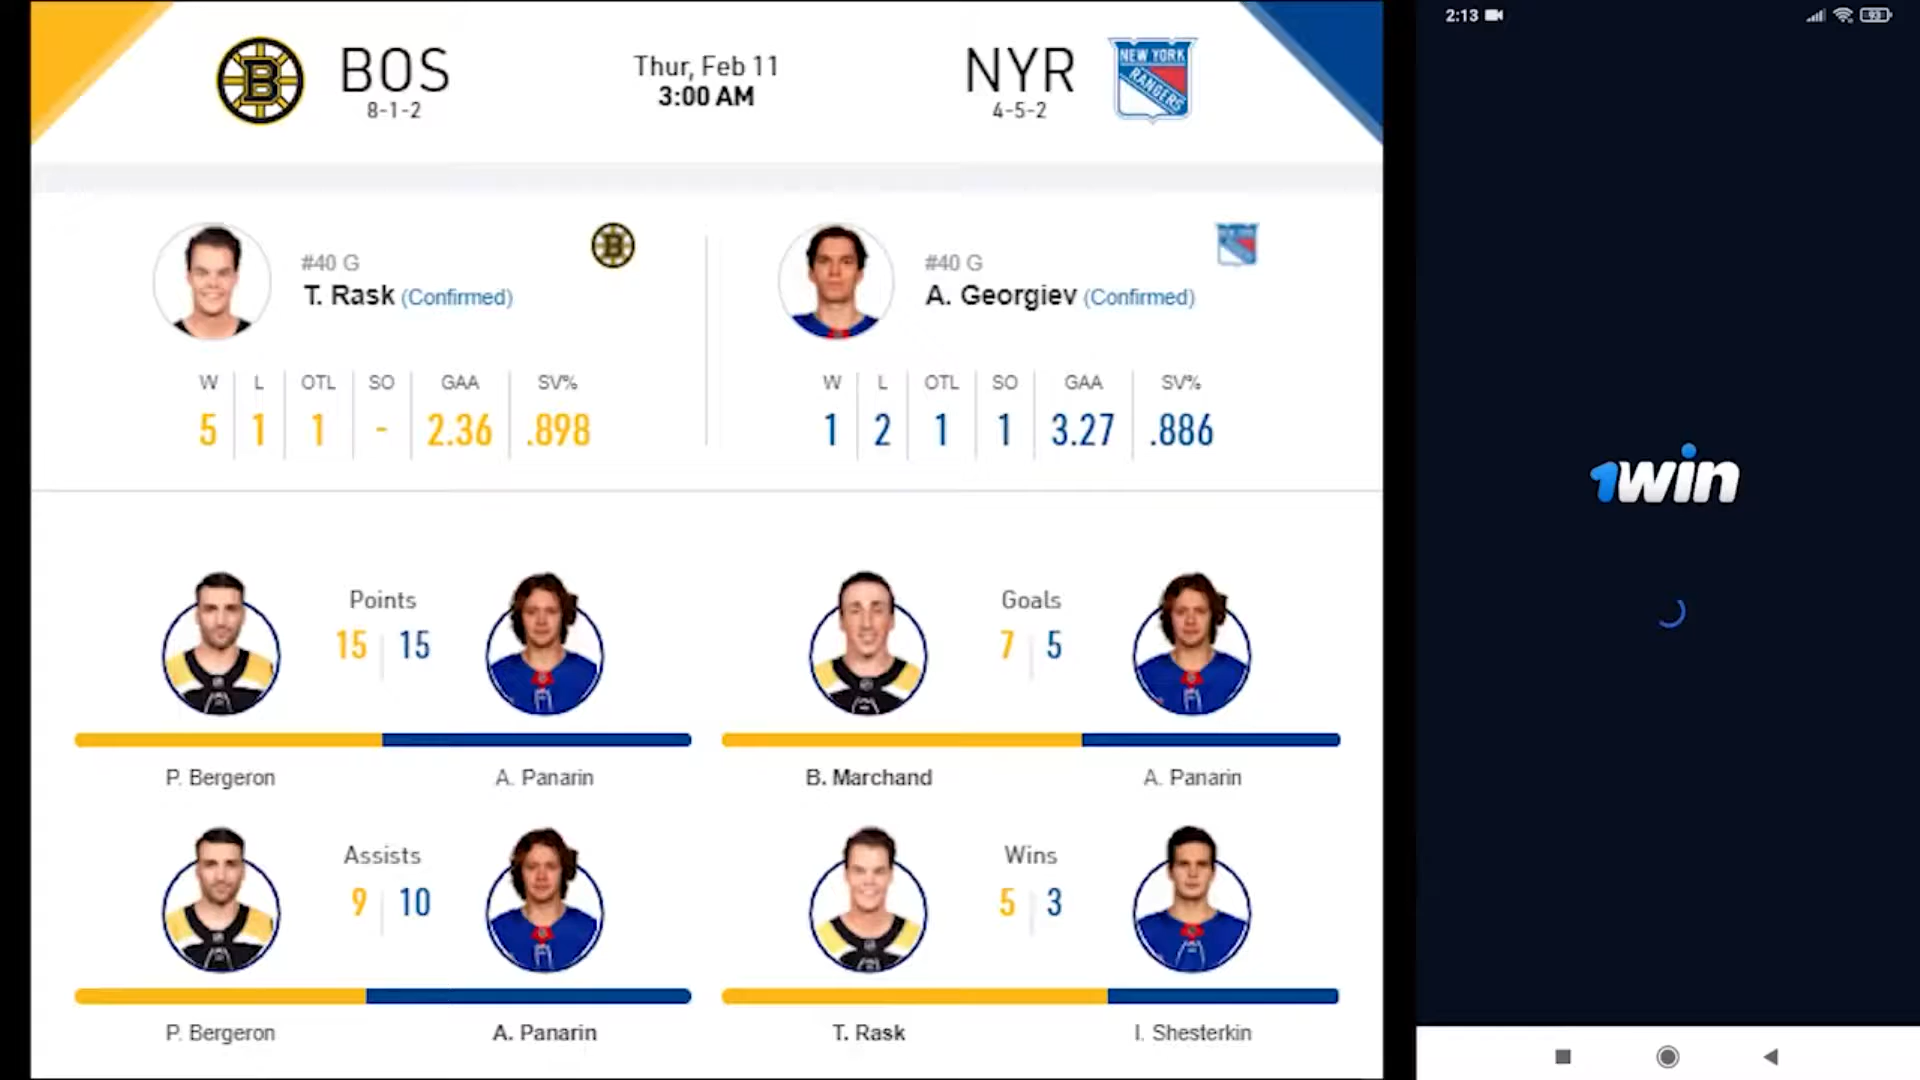 BOS
8-1-2
Thur, Feb 11
3:00 AM
NYR
4-5-2
NEW YORK
RANGERS
B
2:13
93
#40 G
T. Rask (Confirmed)
B
#40 G
A. Georgiev (Confirmed)
W L OTL SO GAA SV%
5 1 1 - 2.36 .898
W L OTL SO GAA SV%
1 2 1 1 3.27 .886
1win
Points
15 15
P. Bergeron
A. Panarin
Goals
7 5
B. Marchand
A. Panarin
Assists
9 10
P. Bergeron
A. Panarin
Wins
5 3
T. Rask
I. Shesterkin